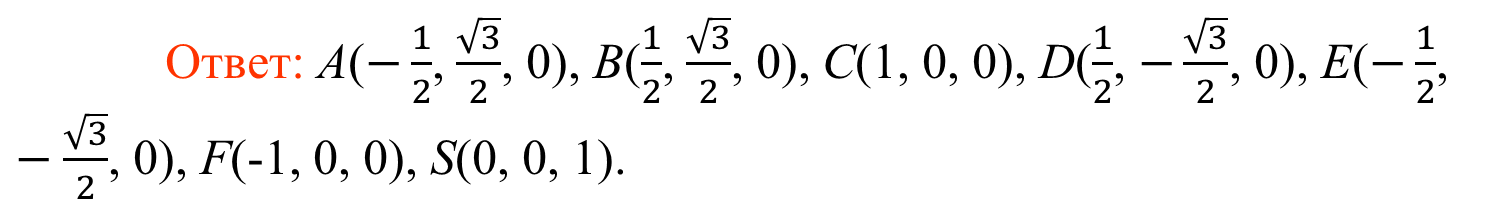 Ответ: A(−1/2, √3/2, 0), B(1/2, √3/2, 0), C(1, 0, 0), D(1/2, −√3/2, 0), E(−1/2,
−√3/2, 0), F(-1, 0, 0), S(0, 0, 1).